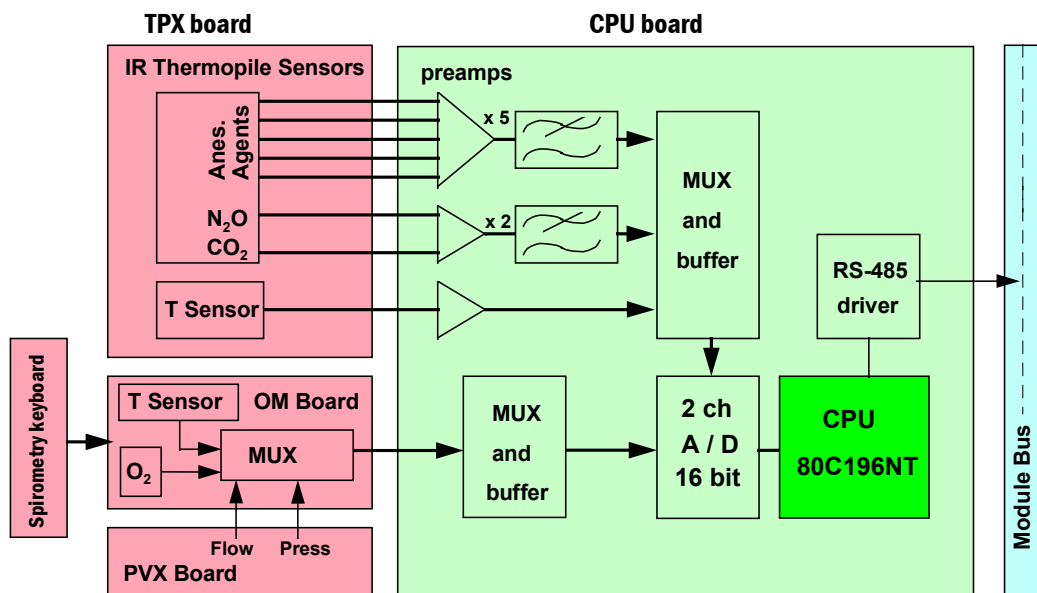 TPX board
CPU board
IR Thermopile Sensors
Anes.
Agents
N₂O
CO₂
T Sensor
preamps
x 5
x 2
MUX
and
buffer
RS-485
driver
Module Bus
Spirometry keyboard
T Sensor
OM Board
O₂
MUX
Flow
Press
PVX Board
MUX
and
buffer
2 ch
A / D
16 bit
CPU
80C196NT